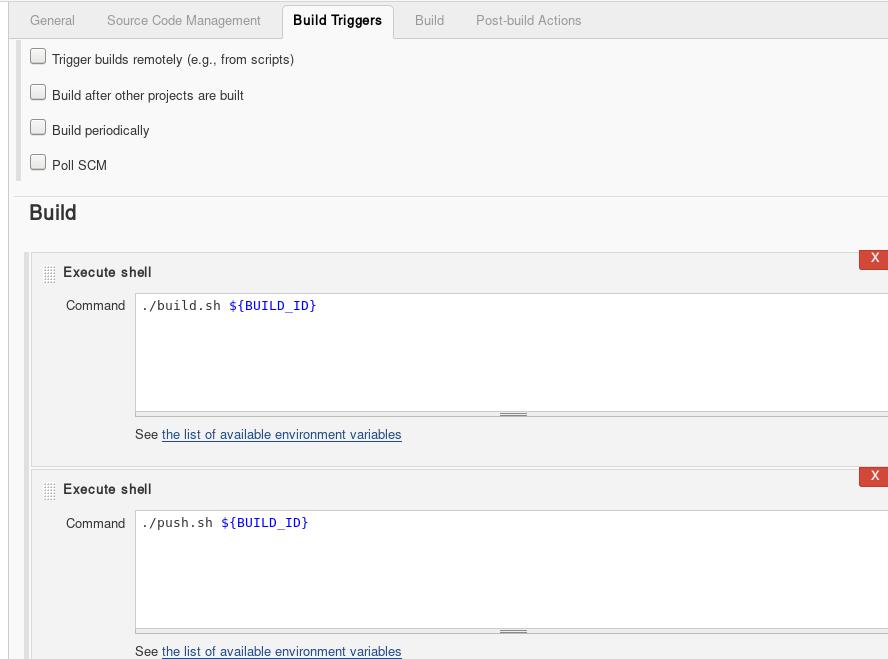 General Source Code Management Build Triggers Build Post-build Actions
Trigger builds remotely (e.g., from scripts)
Build after other projects are built
Build periodically
Poll SCM
Build
X
Execute shell
Command ./build.sh ${BUILD_ID}
See the list of available environment variables
X
Execute shell
Command ./push.sh ${BUILD_ID}
See the list of available environment variables